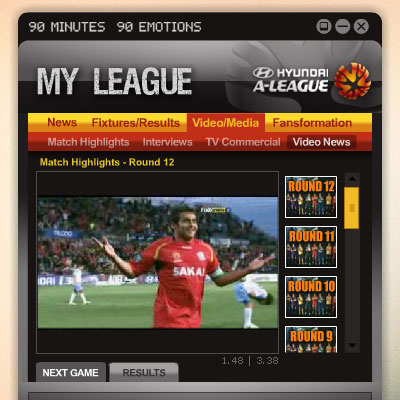 90 MINUTES 90 EMOTIONS
MY LEAGUE
HYUNDAI
A-LEAGUE
News Fixtures/Results Video/Media Fansformation
Match Highlights Interviews TV Commercial Video News
Match Highlights - Round 12
SAKAI
ROUND 12
ROUND 11
ROUND 10
ROUND 9
1.48 | 3.38
NEXT GAME RESULTS